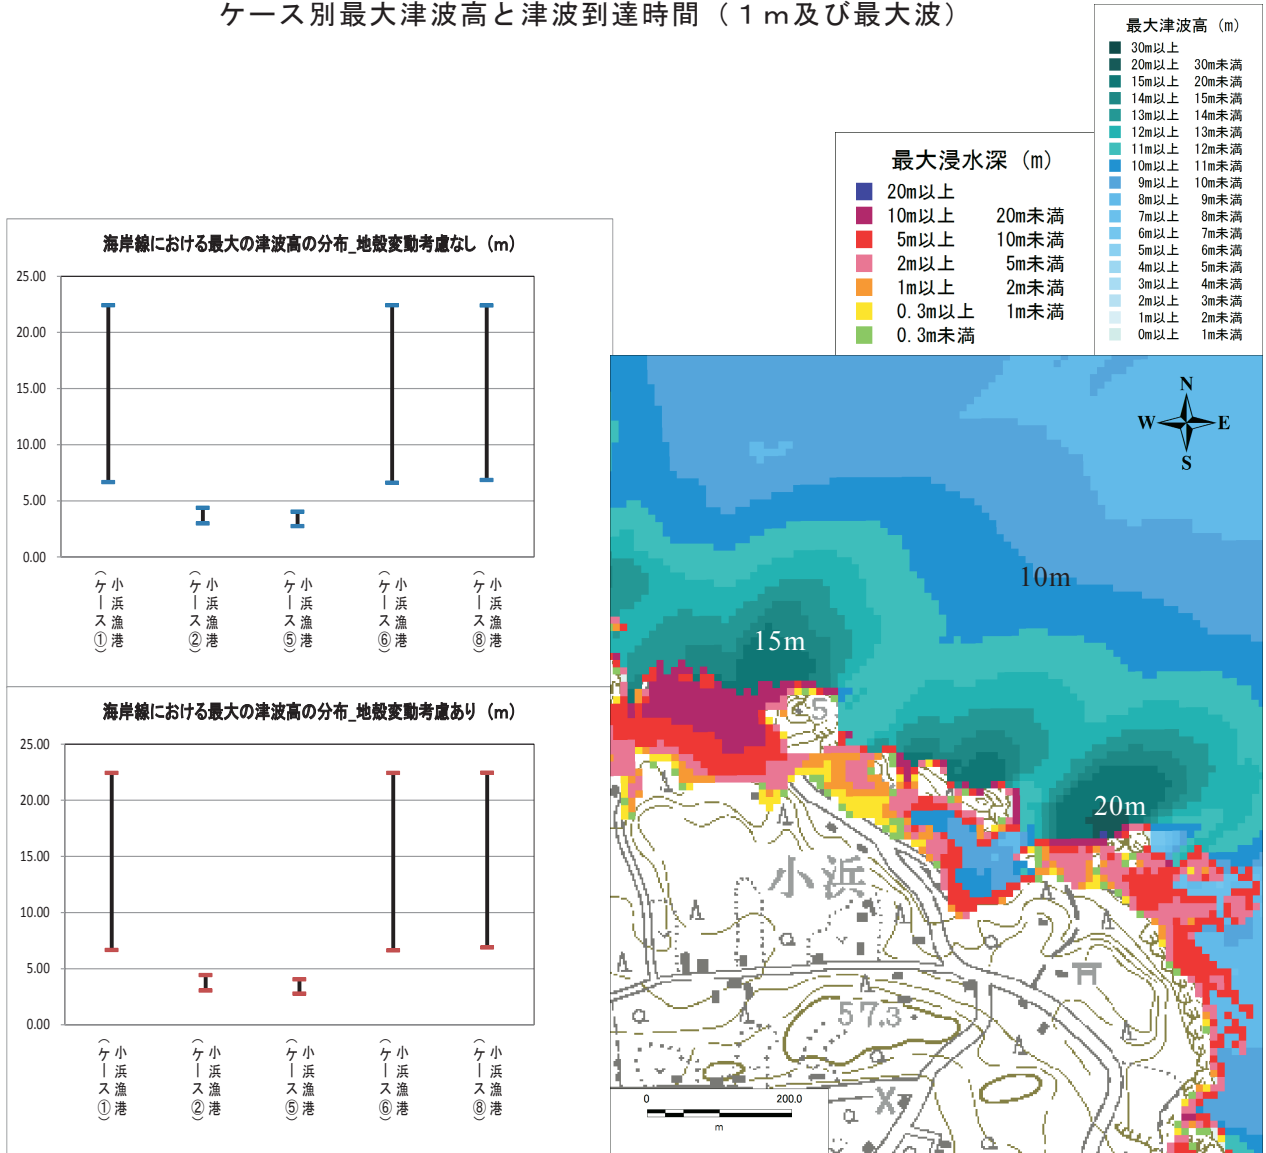 ケース別最大津波高と津波到達時間（１ｍ及び最大波）
最大津波高（m）
30m以上
20m以上 30m未満
15m以上 20m未満
14m以上 15m未満
13m以上 14m未満
12m以上 13m未満
11m以上 12m未満
10m以上 11m未満
9m以上 10m未満
8m以上 9m未満
7m以上 8m未満
6m以上 7m未満
5m以上 6m未満
4m以上 5m未満
3m以上 4m未満
2m以上 3m未満
1m以上 2m未満
0m以上 1m未満
最大浸水深（m）
20m以上
10m以上 20m未満
5m以上 10m未満
2m以上 5m未満
1m以上 2m未満
0.3m以上 1m未満
0.3m未満
海岸線における最大の津波高の分布_地殻変動考慮なし（m）
25.00
20.00
15.00
10.00
5.00
0.00
小浜漁港
（ケース①）
小浜漁港
（ケース②）
小浜漁港
（ケース⑤）
小浜漁港
（ケース⑥）
小浜漁港
（ケース⑧）
海岸線における最大の津波高の分布_地殻変動考慮あり（m）
25.00
20.00
15.00
10.00
5.00
0.00
小浜漁港
（ケース①）
小浜漁港
（ケース②）
小浜漁港
（ケース⑤）
小浜漁港
（ケース⑥）
小浜漁港
（ケース⑧）
N
W E
S
10m
15m
20m
小浜
57.3
0 200.0
m